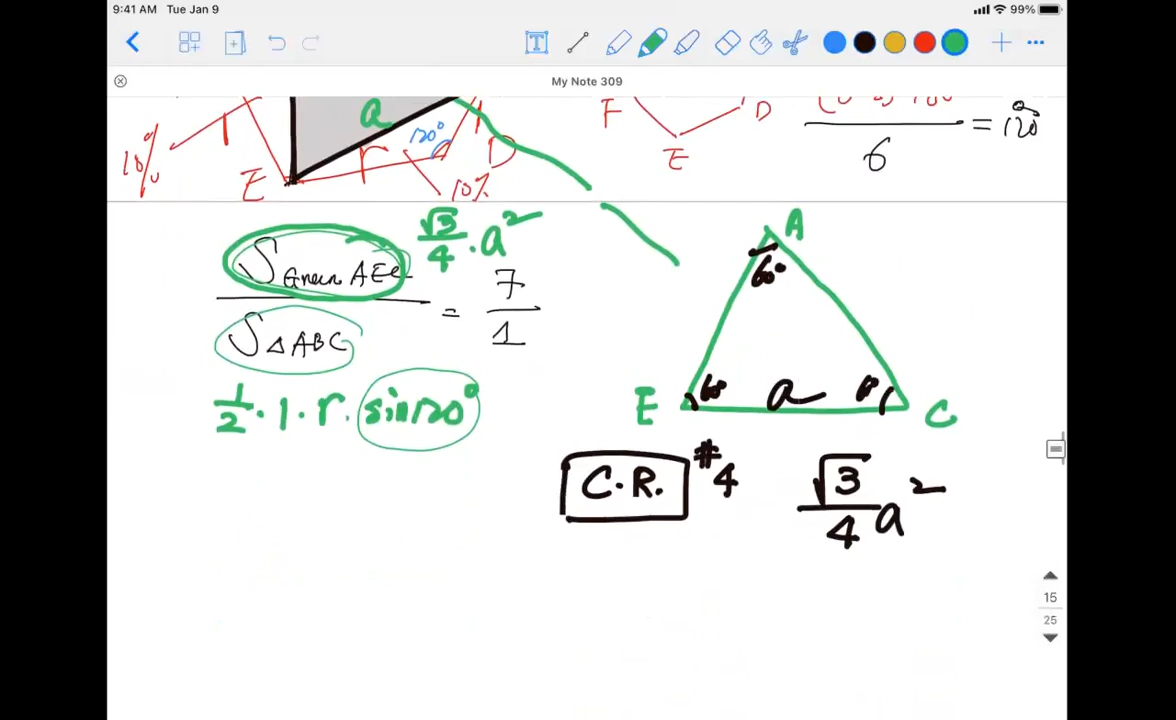 9:41 AM Tue Jan 9
99%
T
My Note 309
a
120°
r
10%
E
10%
D
F
D
E
6
= 120°
S Green AEC
√3/4 · a²
S △ABC
= 7/1
1/2 · 1 · r · sin120°
A
60°
60°
a
E
C
C.R. #4
√3/4 a²
15
25